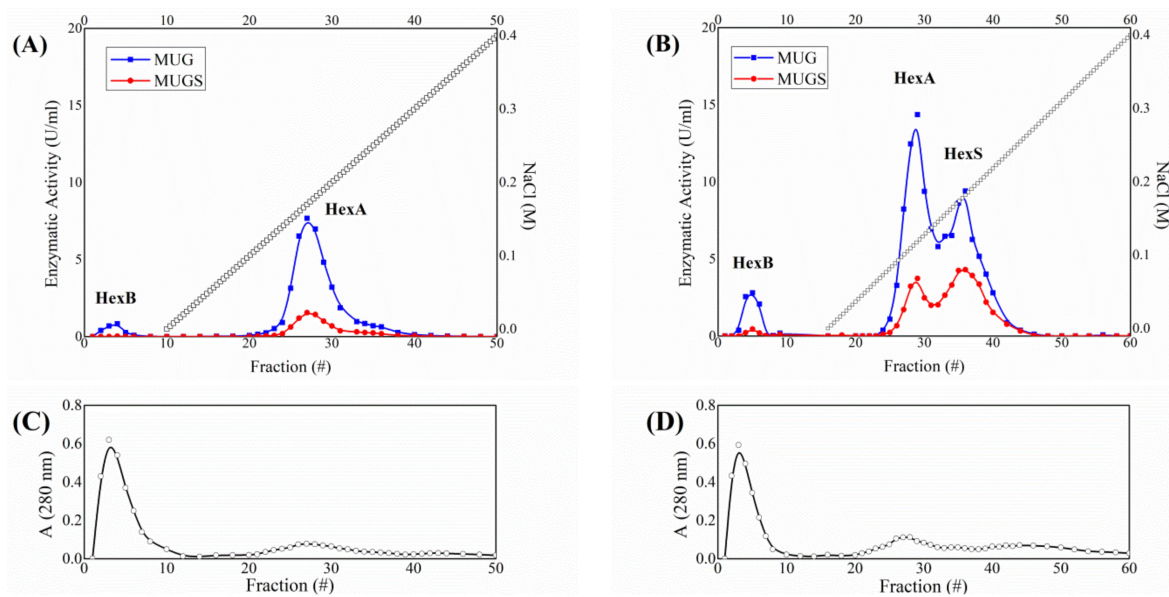 (A)
0 10 20 30 40 50
20
15
10
5
0
Enzymatic Activity (U/ml)
MUG
MUGS
HexB
HexA
0.4
0.3
0.2
0.1
0.0
NaCl (M)
0 10 20 30 40 50
Fraction (#)
(B)
0 10 20 30 40 50 60
20
15
10
5
0
Enzymatic Activity (U/ml)
MUG
MUGS
HexA
HexS
HexB
0.4
0.3
0.2
0.1
0.0
NaCl (M)
0 10 20 30 40 50 60
Fraction (#)
(C)
0.8
0.6
0.4
0.2
0.0
A (280 nm)
0 10 20 30 40 50
Fraction (#)
(D)
0.8
0.6
0.4
0.2
0.0
A (280 nm)
0 10 20 30 40 50 60
Fraction (#)